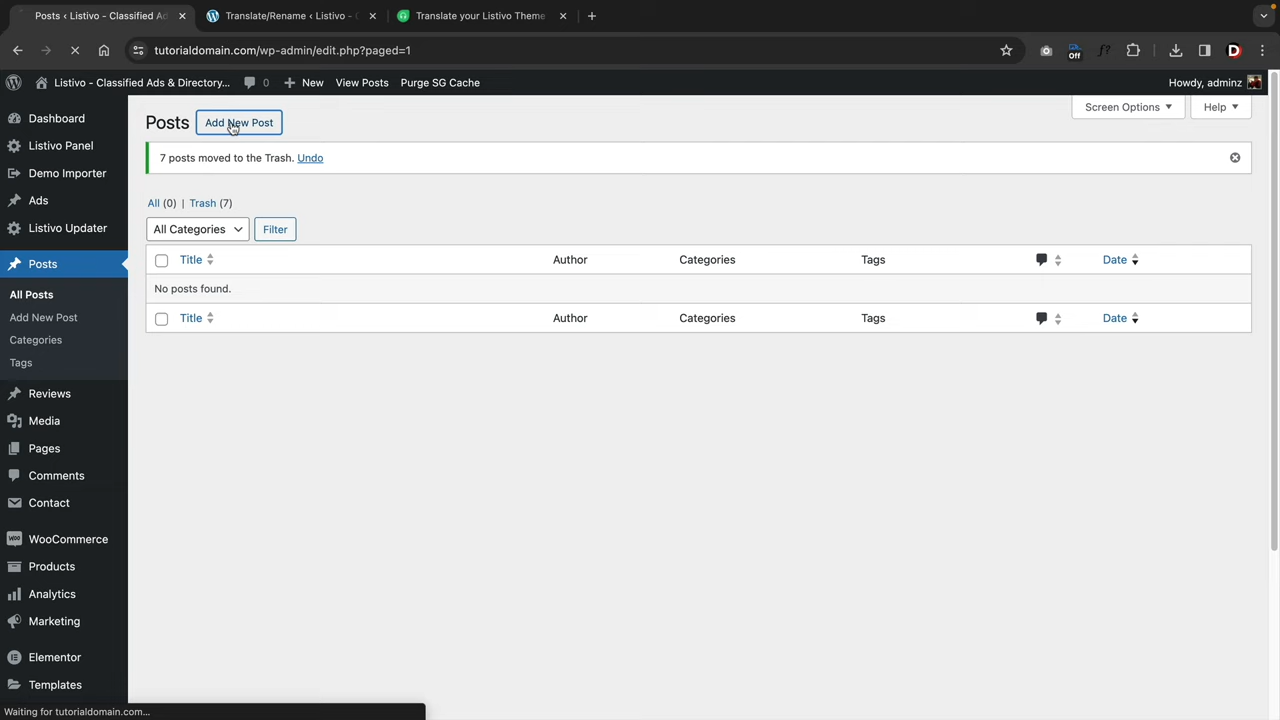 Posts ‹ Listivo - Classified Ad
Translate/Rename ‹ Listivo - C
Translate your Listivo Theme
tutorialdomain.com/wp-admin/edit.php?paged=1
Off
f?
D
Listivo - Classified Ads & Directory...
0
New
View Posts
Purge SG Cache
Howdy, adminz
Dashboard
Listivo Panel
Demo Importer
Ads
Listivo Updater
Posts
All Posts
Add New Post
Categories
Tags
Reviews
Media
Pages
Comments
Contact
WooCommerce
Products
Analytics
Marketing
Elementor
Templates
Posts
Add New Post
Screen Options
Help
7 posts moved to the Trash. Undo
All (0) | Trash (7)
All Categories
Filter
Title
Author
Categories
Tags
Date
No posts found.
Title
Author
Categories
Tags
Date
Waiting for tutorialdomain.com...